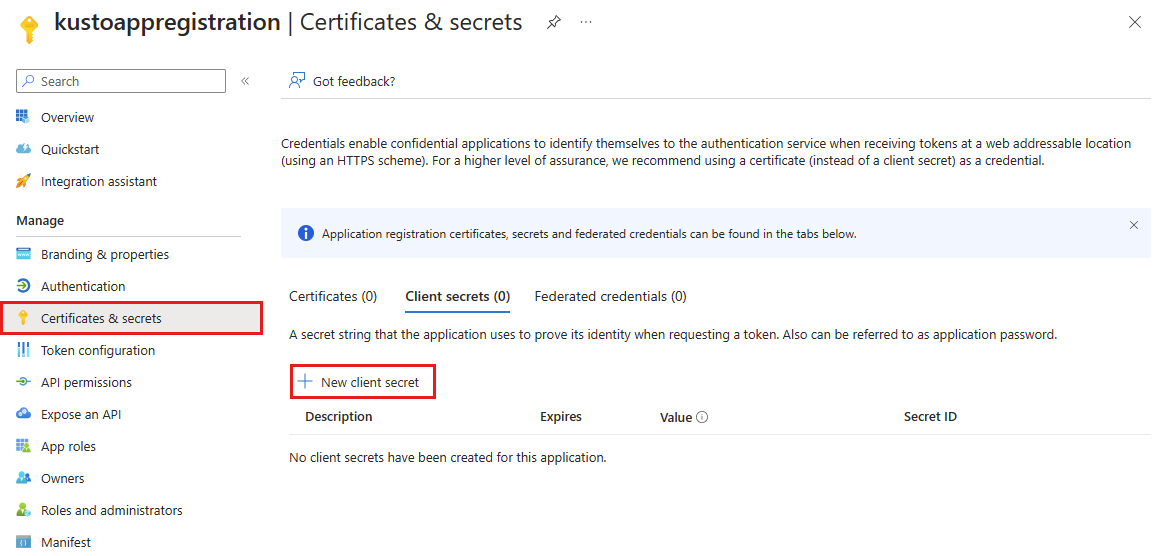 kustoappregistration | Certificates & secrets
Search
Got feedback?
Overview
Quickstart
Integration assistant
Manage
Branding & properties
Authentication
Certificates & secrets
Token configuration
API permissions
Expose an API
App roles
Owners
Roles and administrators
Manifest
Credentials enable confidential applications to identify themselves to the authentication service when receiving tokens at a web addressable location
(using an HTTPS scheme). For a higher level of assurance, we recommend using a certificate (instead of a client secret) as a credential.
Application registration certificates, secrets and federated credentials can be found in the tabs below.
Certificates (0) Client secrets (0) Federated credentials (0)
A secret string that the application uses to prove its identity when requesting a token. Also can be referred to as application password.
New client secret
Description Expires Value Secret ID
No client secrets have been created for this application.